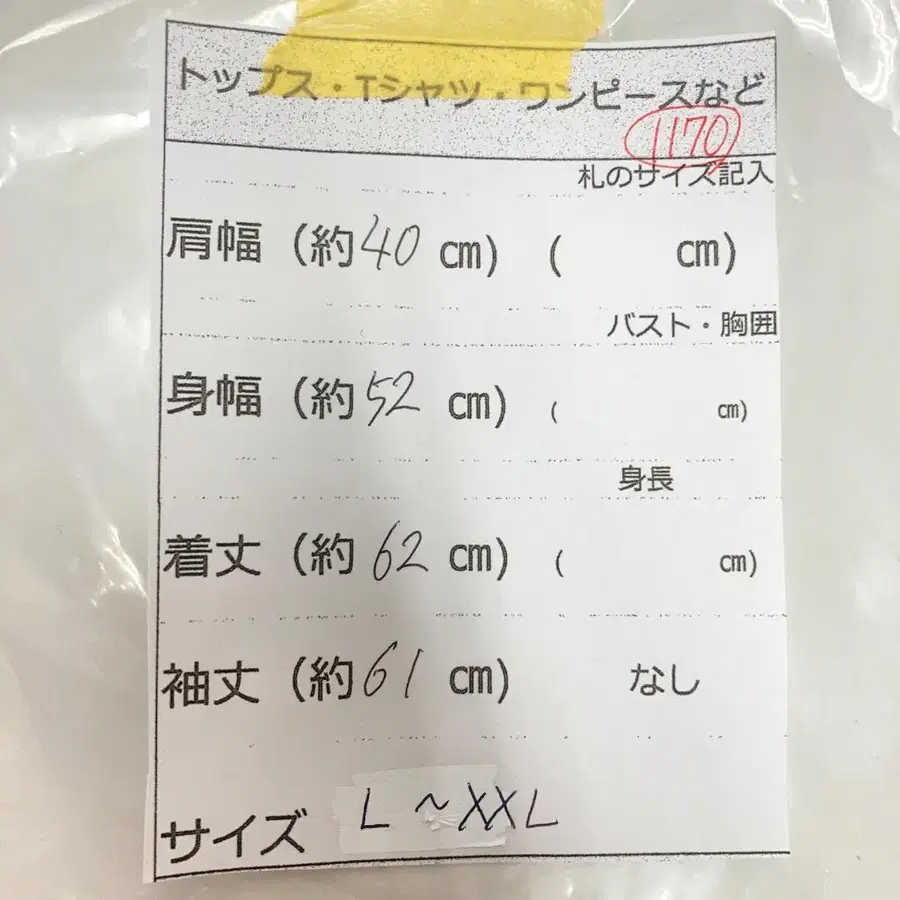 トップス・Tシャツ・ワンピースなど
1170
札のサイズ記入
肩幅 (約40 cm) ( cm)
バスト・胸囲
身幅 (約52 cm) ( cm)
身長
着丈 (約62 cm) ( cm)
袖丈 (約61 cm) なし
サイズ L〜XXL